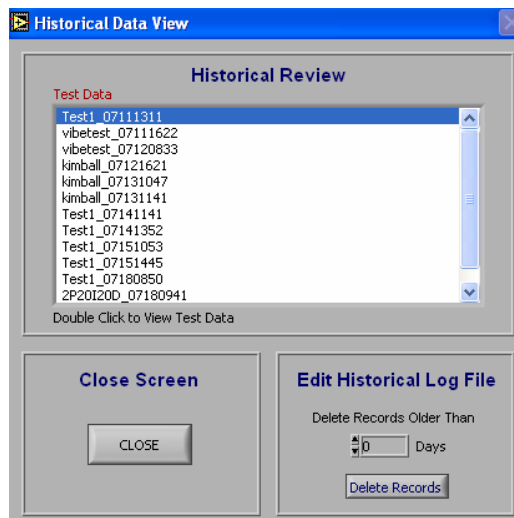 Historical Data View
Historical Review
Test Data
Test1_07111311
vibetest_07111622
vibetest_07120833
kimball_07121621
kimball_07131047
kimball_07131141
Test1_07141141
Test1_07141352
Test1_07151053
Test1_07151445
Test1_07180850
2P20I20D_07180941
Double Click to View Test Data
Close Screen
CLOSE
Edit Historical Log File
Delete Records Older Than
0 Days
Delete Records